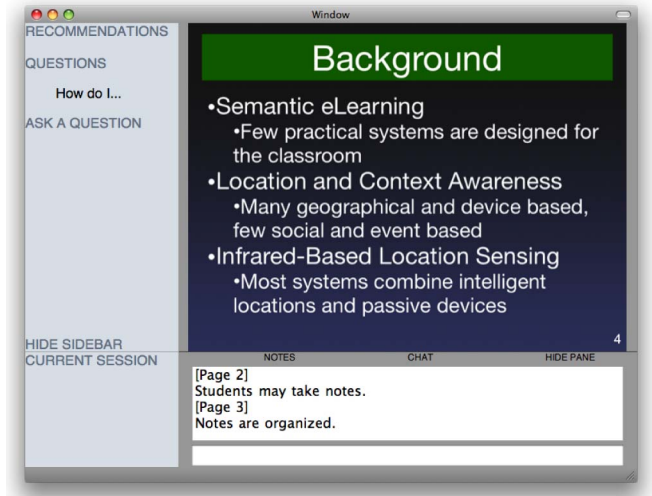 Window
RECOMMENDATIONS
QUESTIONS
How do I...
ASK A QUESTION
HIDE SIDEBAR
CURRENT SESSION
Background
•Semantic eLearning
•Few practical systems are designed for
the classroom
•Location and Context Awareness
•Many geographical and device based,
few social and event based
•Infrared-Based Location Sensing
•Most systems combine intelligent
locations and passive devices
4
NOTES CHAT HIDE PANE
[Page 2]
Students may take notes.
[Page 3]
Notes are organized.